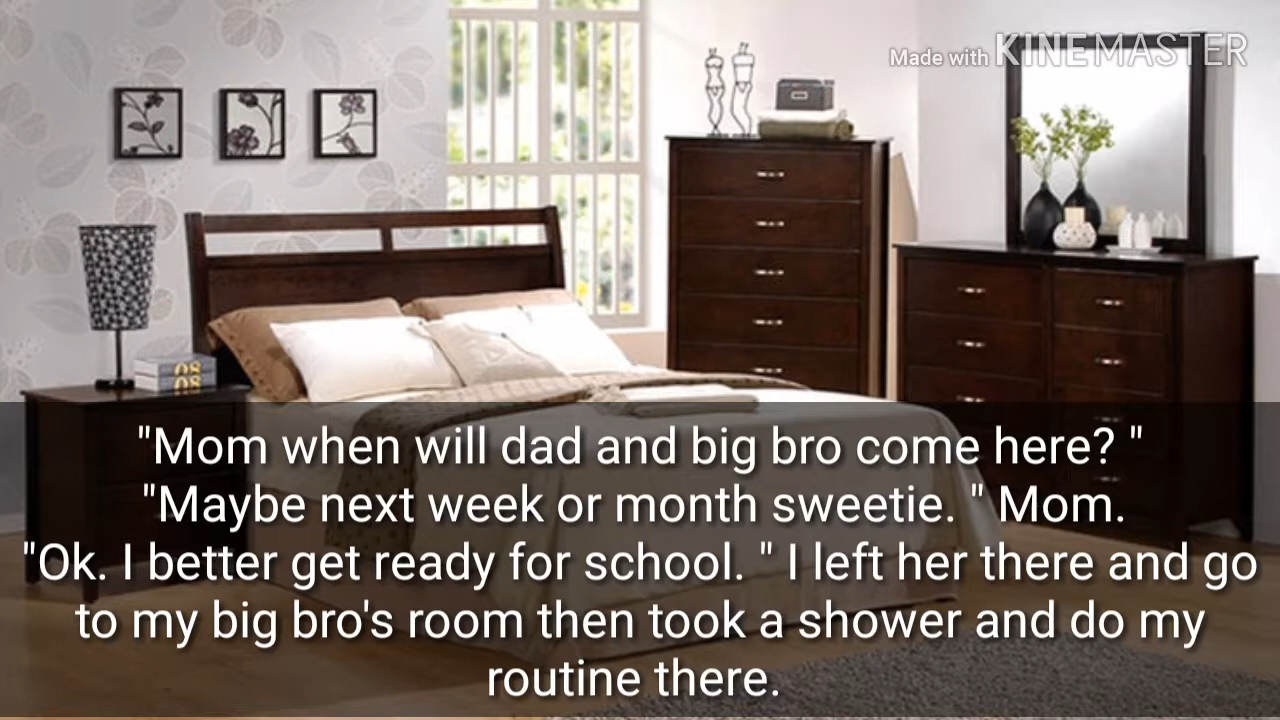 Made with KINEMASTER
"Mom when will dad and big bro come here? "
"Maybe next week or month sweetie. " Mom.
"Ok. I better get ready for school. " I left her there and go
to my big bro's room then took a shower and do my
routine there.